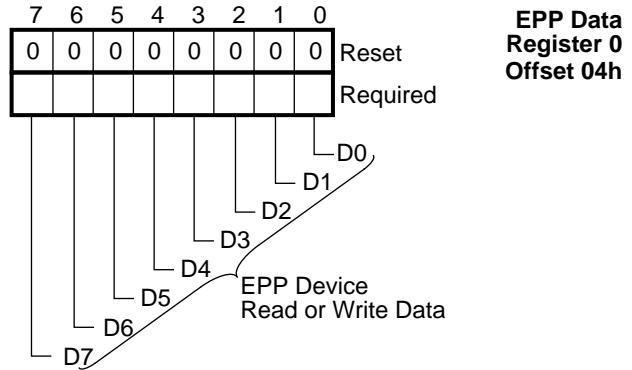 7 6 5 4 3 2 1 0
0 0 0 0 0 0 0 0 Reset
Required
EPP Data
Register 0
Offset 04h
D0
D1
D2
D3
D4
D5
D6
D7
EPP Device
Read or Write Data